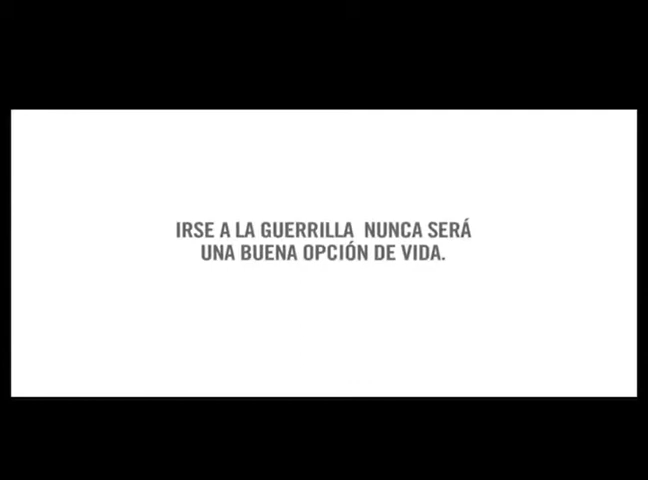 IRSE A LA GUERRILLA NUNCA SERÁ
UNA BUENA OPCIÓN DE VIDA.